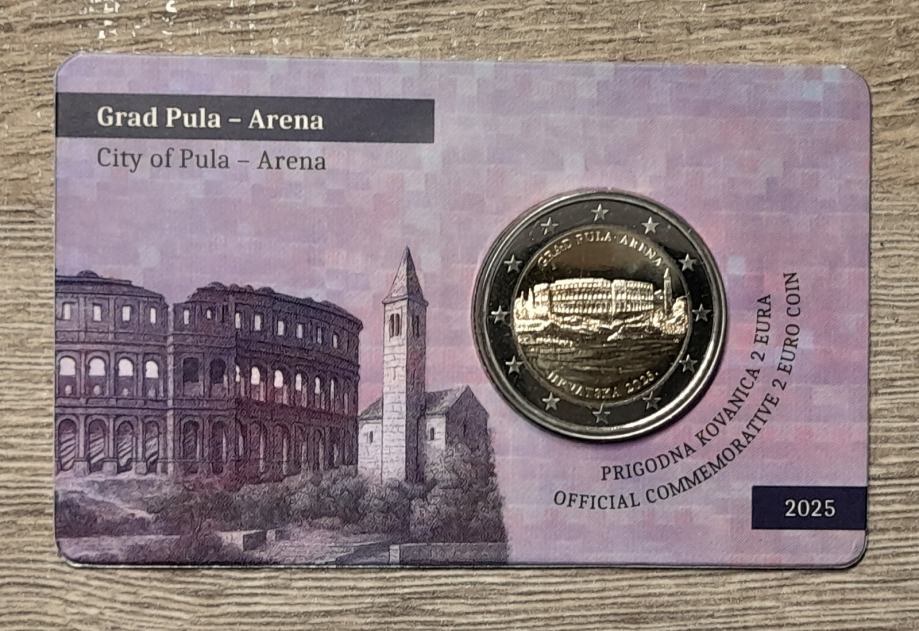 Grad Pula – Arena
City of Pula – Arena
GRAD PULA-ARENA
HRVATSKA 2025.
PRIGODNA KOVANICA 2 EURA
OFFICIAL COMMEMORATIVE 2 EURO COIN
2025